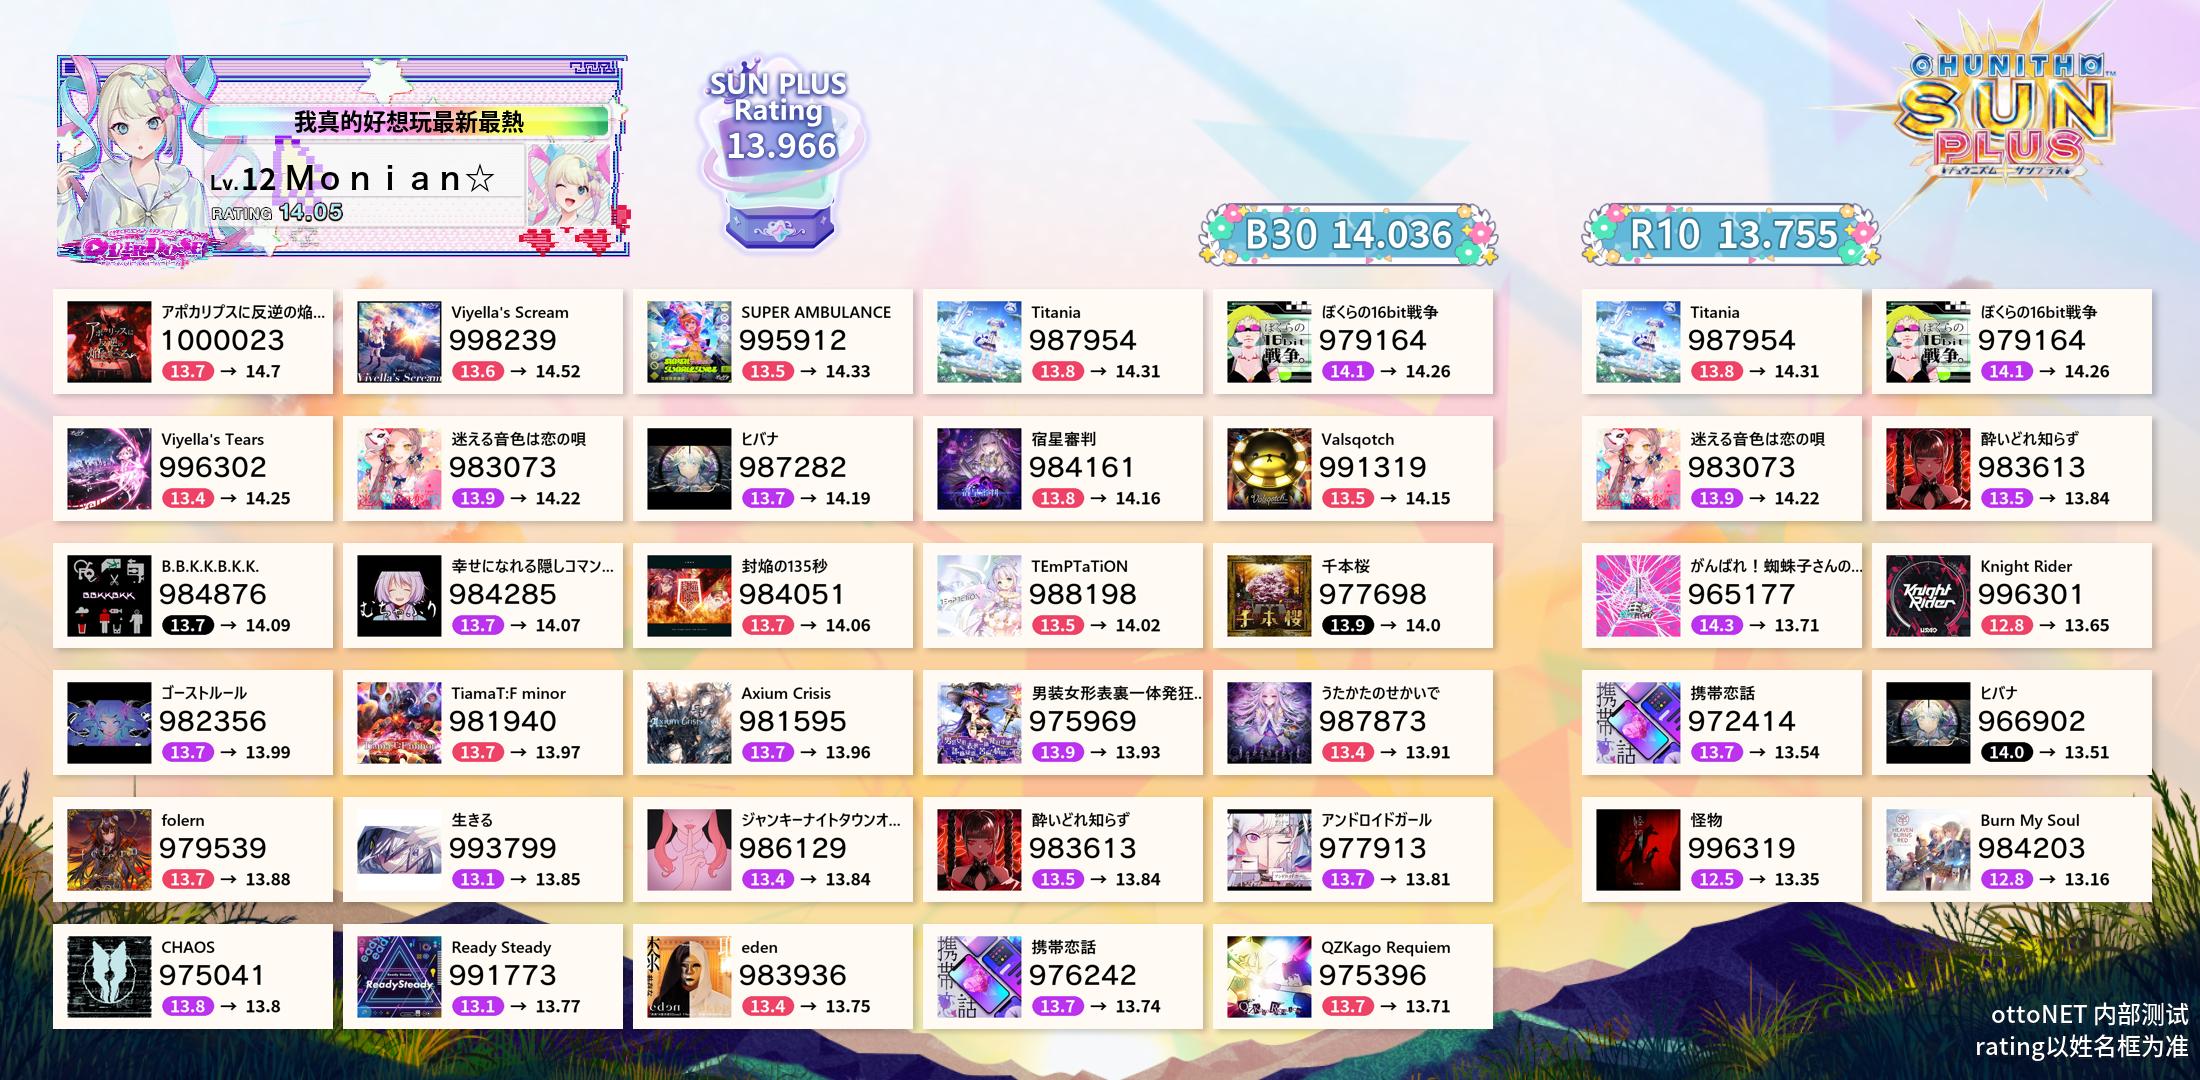 我真的好想玩最新最熱
Lv.12 Monian☆
RATING 14.05
OVERDOSE
SUN PLUS
Rating
13.966
CHUNITHM
SUN
PLUS
チュウニズム サンプラス
B30 14.036
アポカリプスに反逆の焔...
1000023
13.7 → 14.7
Viyella's Scream
998239
13.6 → 14.52
SUPER AMBULANCE
995912
13.5 → 14.33
Titania
987954
13.8 → 14.31
ぼくらの16bit戦争
979164
14.1 → 14.26
Viyella's Tears
996302
13.4 → 14.25
迷える音色は恋の唄
983073
13.9 → 14.22
ヒバナ
987282
13.7 → 14.19
宿星審判
984161
13.8 → 14.16
Valsqotch
991319
13.5 → 14.15
B.B.K.K.B.K.K.
984876
13.7 → 14.09
幸せになれる隠しコマン...
984285
13.7 → 14.07
封焔の135秒
984051
13.7 → 14.06
TEmPTaTiON
988198
13.5 → 14.02
千本桜
977698
13.9 → 14.0
ゴーストルール
982356
13.7 → 13.99
TiamaT:F minor
981940
13.7 → 13.97
Axium Crisis
981595
13.7 → 13.96
男装女形表裏一体発狂...
975969
13.9 → 13.93
うたかたのせかいで
987873
13.4 → 13.91
folern
979539
13.7 → 13.88
生きる
993799
13.1 → 13.85
ジャンキーナイトタウンオ...
986129
13.4 → 13.84
酔いどれ知らず
983613
13.5 → 13.84
アンドロイドガール
977913
13.7 → 13.81
CHAOS
975041
13.8 → 13.8
Ready Steady
991773
13.1 → 13.77
eden
983936
13.4 → 13.75
携帯恋話
976242
13.7 → 13.74
QZKago Requiem
975396
13.7 → 13.71
R10 13.755
Titania
987954
13.8 → 14.31
ぼくらの16bit戦争
979164
14.1 → 14.26
迷える音色は恋の唄
983073
13.9 → 14.22
酔いどれ知らず
983613
13.5 → 13.84
がんばれ！蜘蛛子さんの...
965177
14.3 → 13.71
Knight Rider
996301
12.8 → 13.65
携帯恋話
972414
13.7 → 13.54
ヒバナ
966902
14.0 → 13.51
怪物
996319
12.5 → 13.35
Burn My Soul
984203
12.8 → 13.16
ottoNET 内部测试
rating以姓名框为准